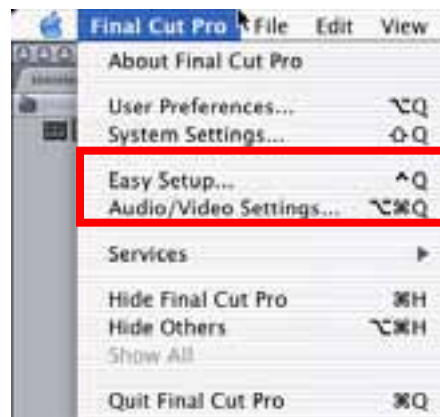 Final Cut Pro File Edit View
About Final Cut Pro
User Preferences... ⌥Q
System Settings... ⇧Q
Easy Setup... ^Q
Audio/Video Settings... ⌥⌘Q
Services ▶
Hide Final Cut Pro ⌘H
Hide Others ⌥⌘H
Show All
Quit Final Cut Pro ⌘Q